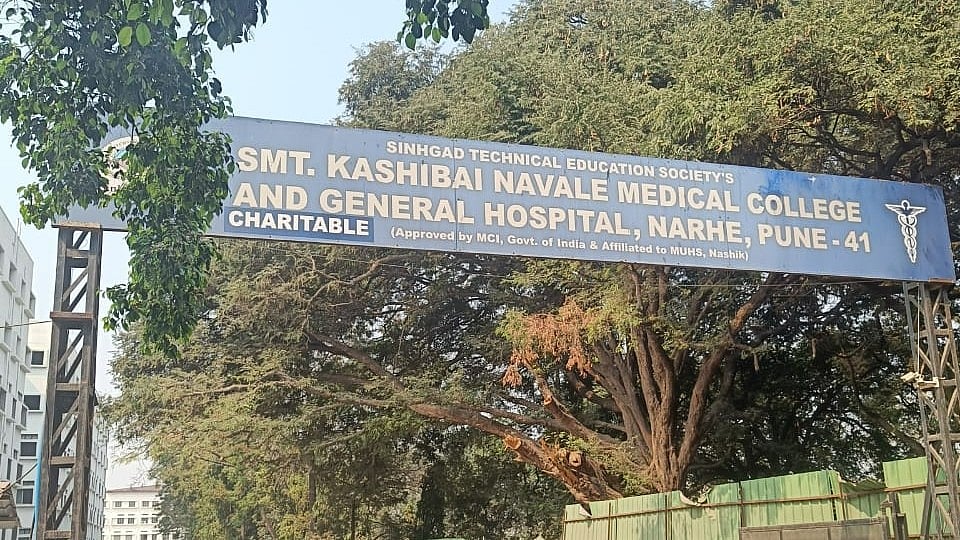 SINHGAD TECHNICAL EDUCATION SOCIETY'S
SMT. KASHIBAI NAVALE MEDICAL COLLEGE
AND GENERAL HOSPITAL, NARHE, PUNE - 41
CHARITABLE (Approved by MCI, Govt. of India & Affiliated to MUHS, Nashik)